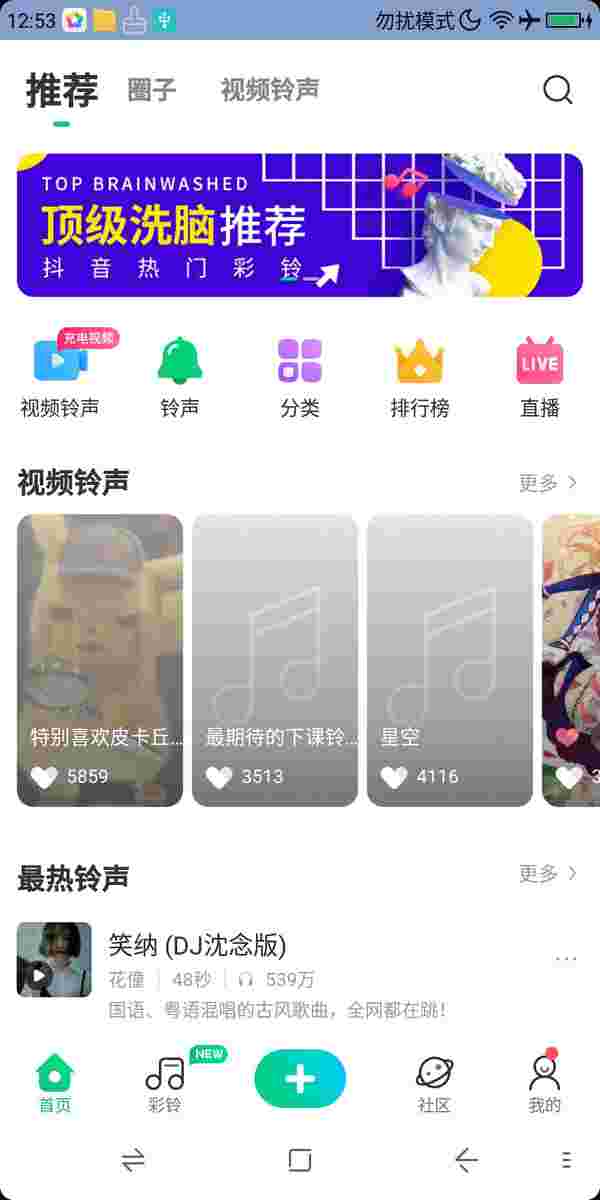 12:53 勿扰模式
推荐 圈子 视频铃声
TOP BRAINWASHED
顶级洗脑推荐
抖音热门彩铃
充电视频
LIVE
视频铃声 铃声 分类 排行榜 直播
视频铃声 更多
特别喜欢皮卡丘... 最期待的下课铃... 星空
5859 3513 4116 3
最热铃声 更多
笑纳 (DJ沈念版)
花僮 48秒 539万
国语、粤语混唱的古风歌曲，全网都在跳！
NEW
首页 彩铃 社区 我的